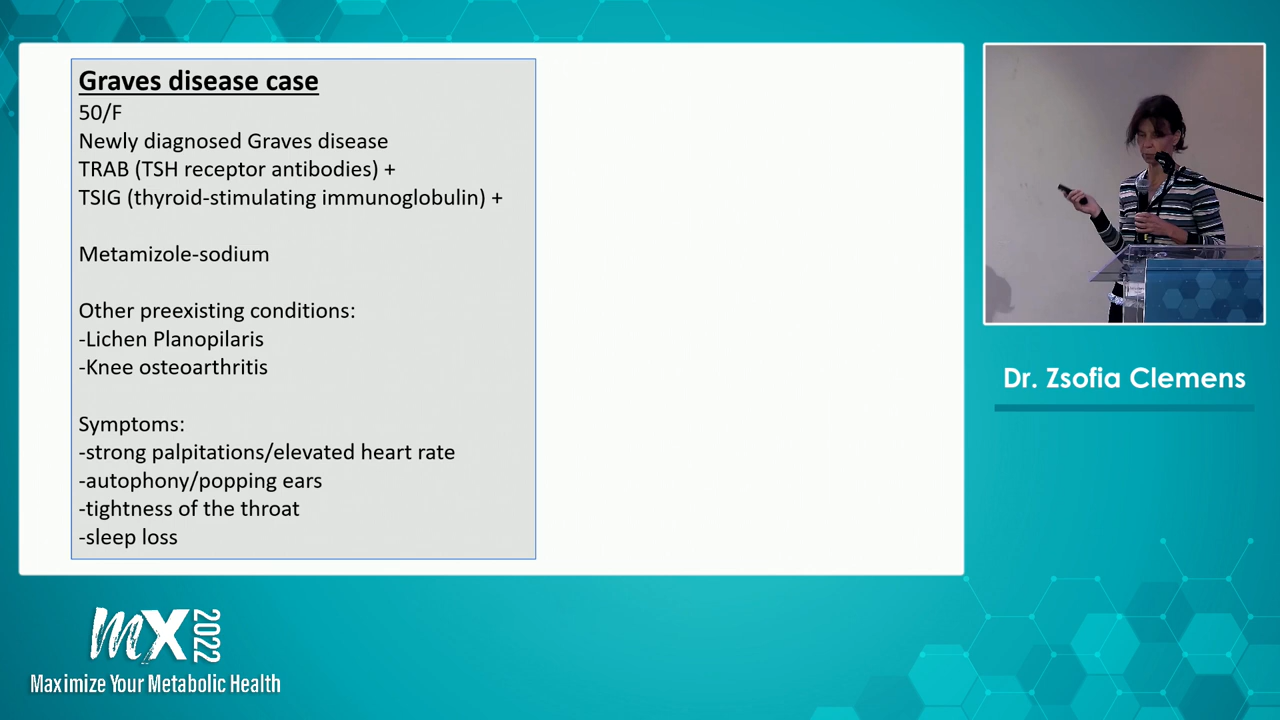 Graves disease case
50/F
Newly diagnosed Graves disease
TRAB (TSH receptor antibodies) +
TSIG (thyroid-stimulating immunoglobulin) +
Metamizole-sodium
Other preexisting conditions:
-Lichen Planopilaris
-Knee osteoarthritis
Symptoms:
-strong palpitations/elevated heart rate
-autophony/popping ears
-tightness of the throat
-sleep loss
Dr. Zsofia Clemens
mx 2022
Maximize Your Metabolic Health